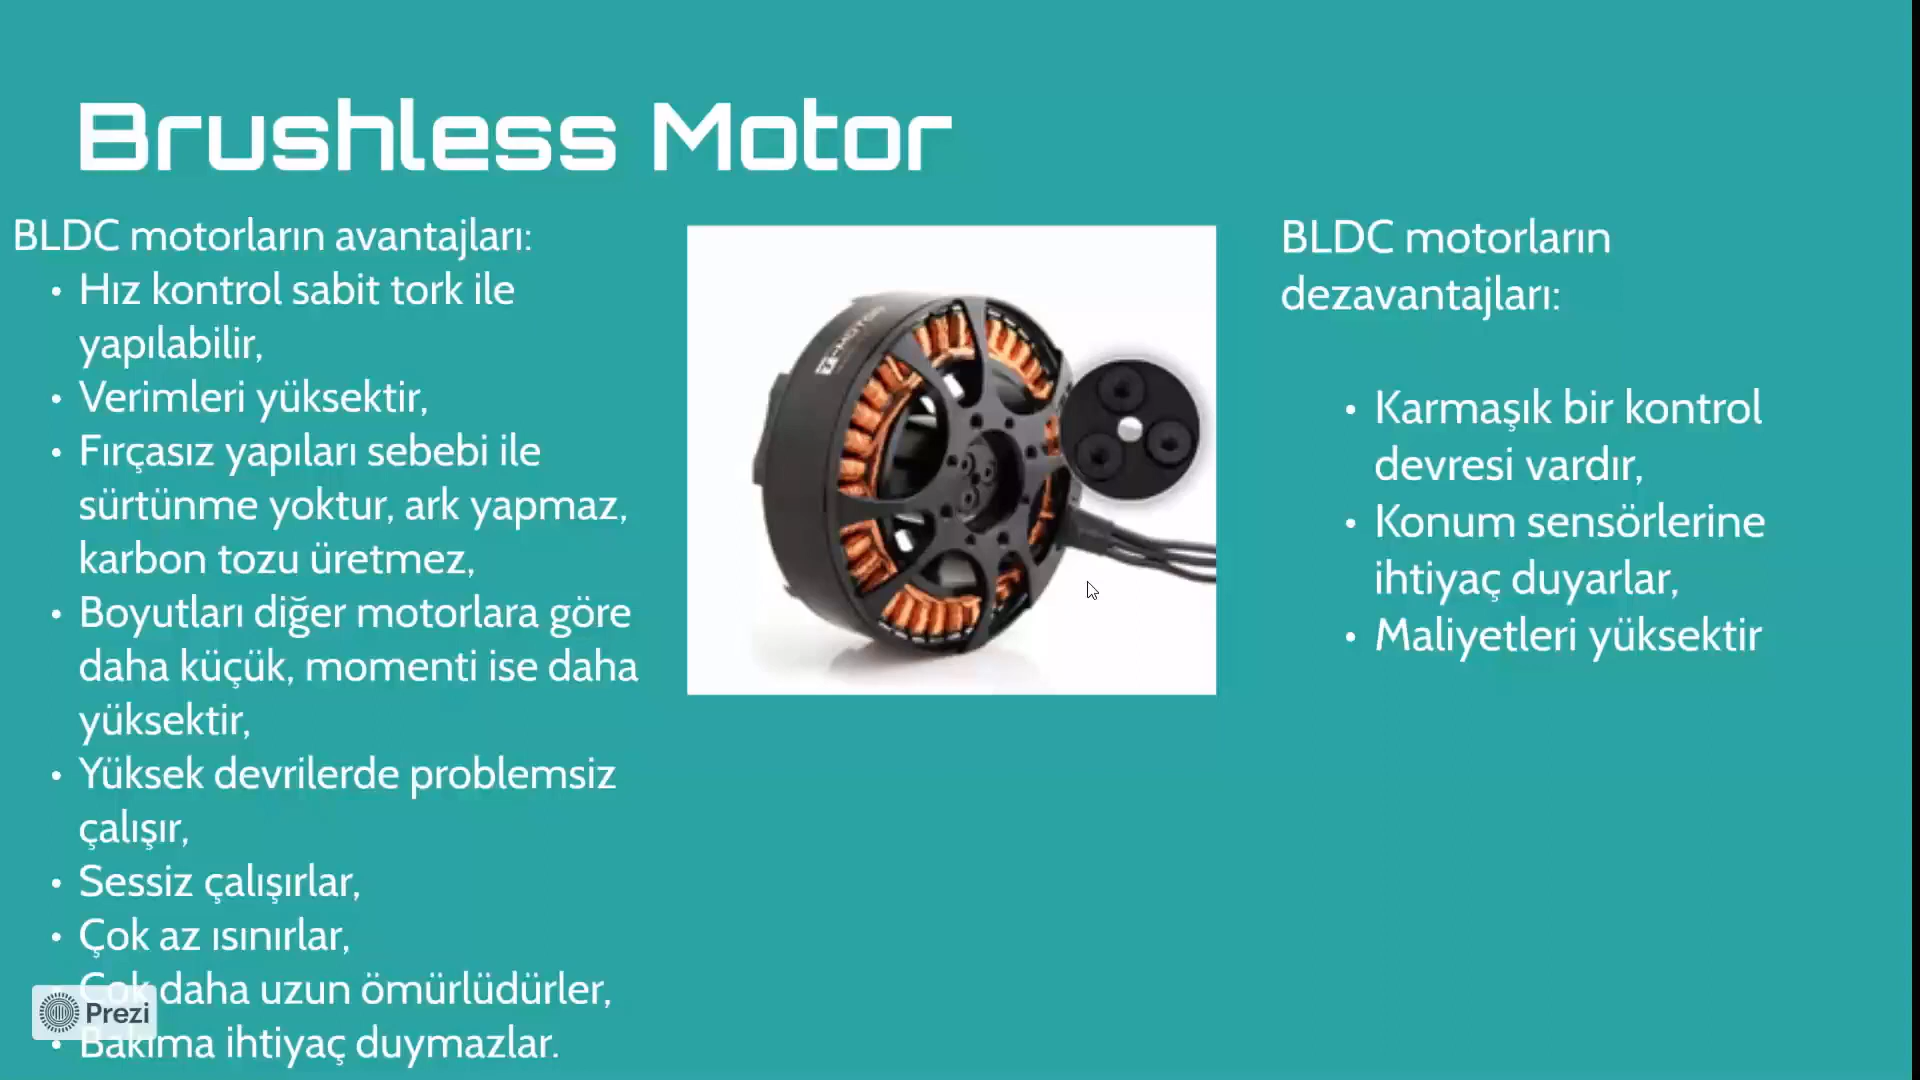 Brushless Motor
BLDC motorların avantajları:
• Hız kontrol sabit tork ile
yapılabilir,
• Verimleri yüksektir,
• Fırçasız yapıları sebebi ile
sürtünme yoktur, ark yapmaz,
karbon tozu üretmez,
• Boyutları diğer motorlara göre
daha küçük, momenti ise daha
yüksektir,
• Yüksek devrilerde problemsiz
çalışır,
• Sessiz çalışırlar,
• Çok az ısınırlar,
Çok daha uzun ömürlüdürler,
• Bakıma ihtiyaç duymazlar.
Prezi
T-MOTOR
BLDC motorların
dezavantajları:
• Karmaşık bir kontrol
devresi vardır,
• Konum sensörlerine
ihtiyaç duyarlar,
• Maliyetleri yüksektir